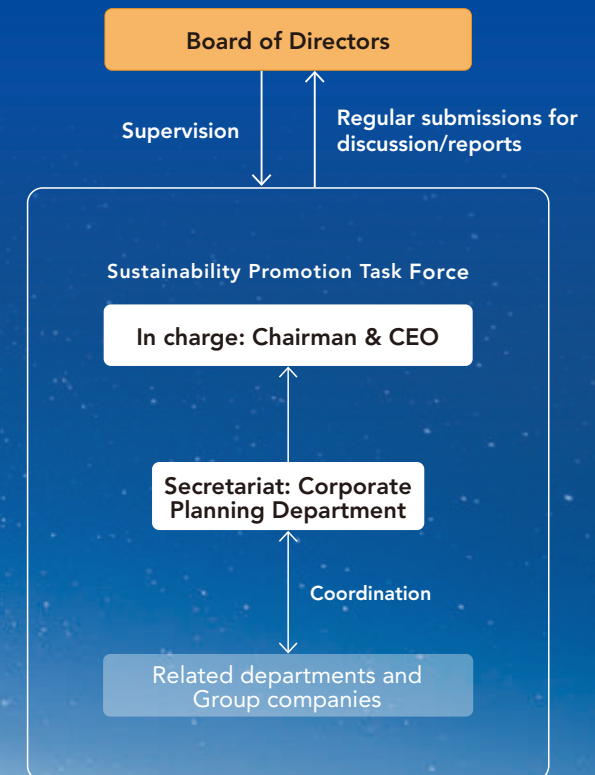 Board of Directors
Supervision
Regular submissions for
discussion/reports
Sustainability Promotion Task Force
In charge: Chairman & CEO
Secretariat: Corporate
Planning Department
Coordination
Related departments and
Group companies